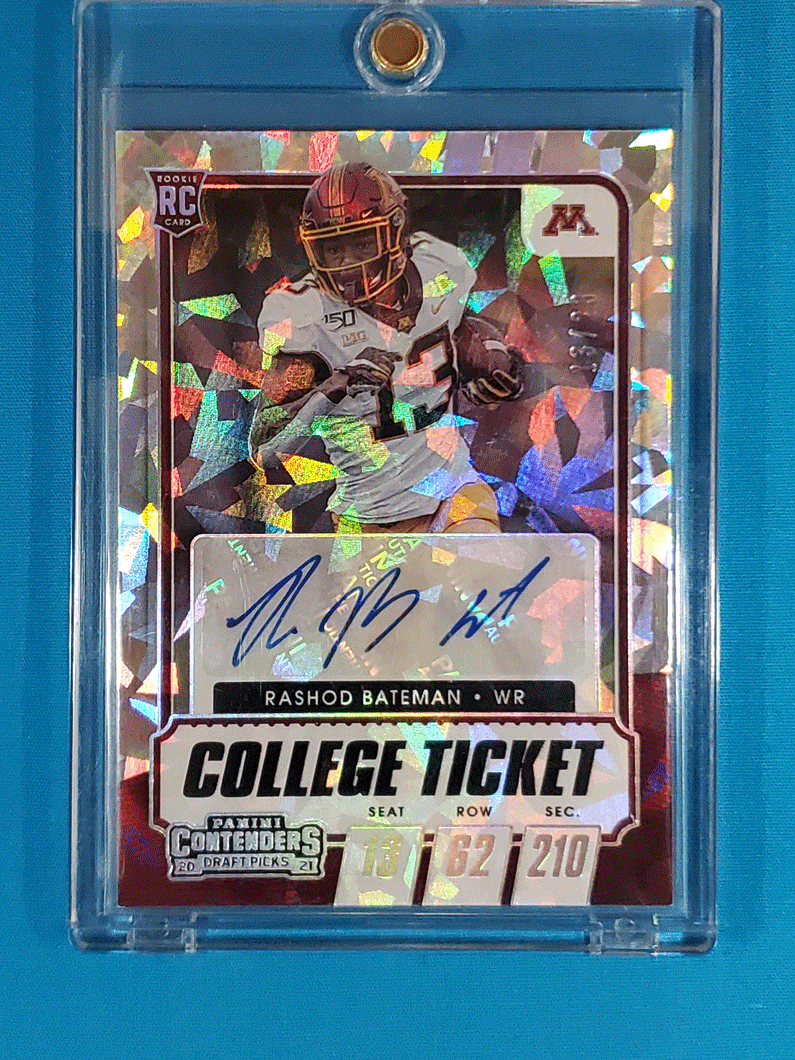 ROOKIE
RC
CARD
M
150
B1G
13
RASHOD BATEMAN • WR
COLLEGE TICKET
SEAT ROW SEC.
13 62 210
PANINI
CONTENDERS
20 DRAFT PICKS 21